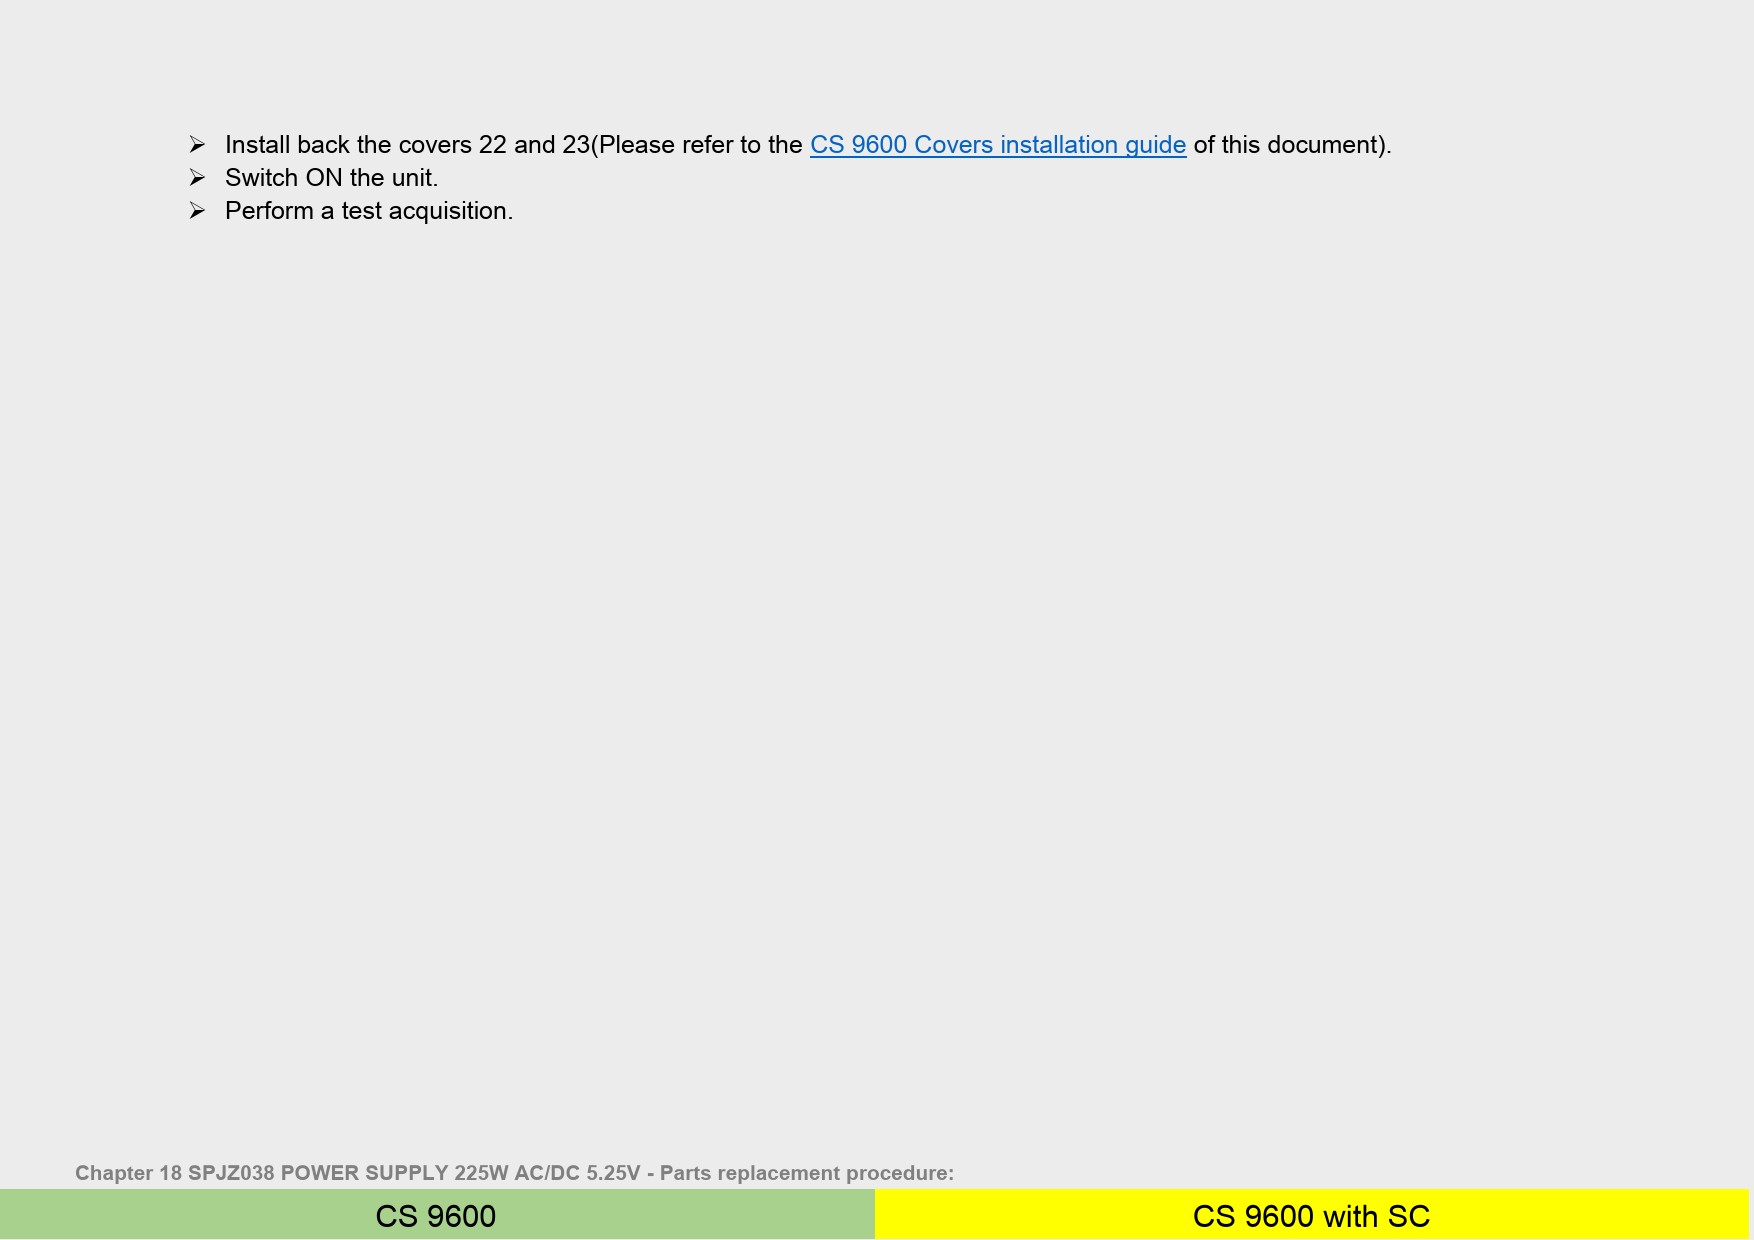 ➢ Install back the covers 22 and 23(Please refer to the CS 9600 Covers installation guide of this document).
➢ Switch ON the unit.
➢ Perform a test acquisition.
Chapter 18 SPJZ038 POWER SUPPLY 225W AC/DC 5.25V - Parts replacement procedure:
CS 9600
CS 9600 with SC